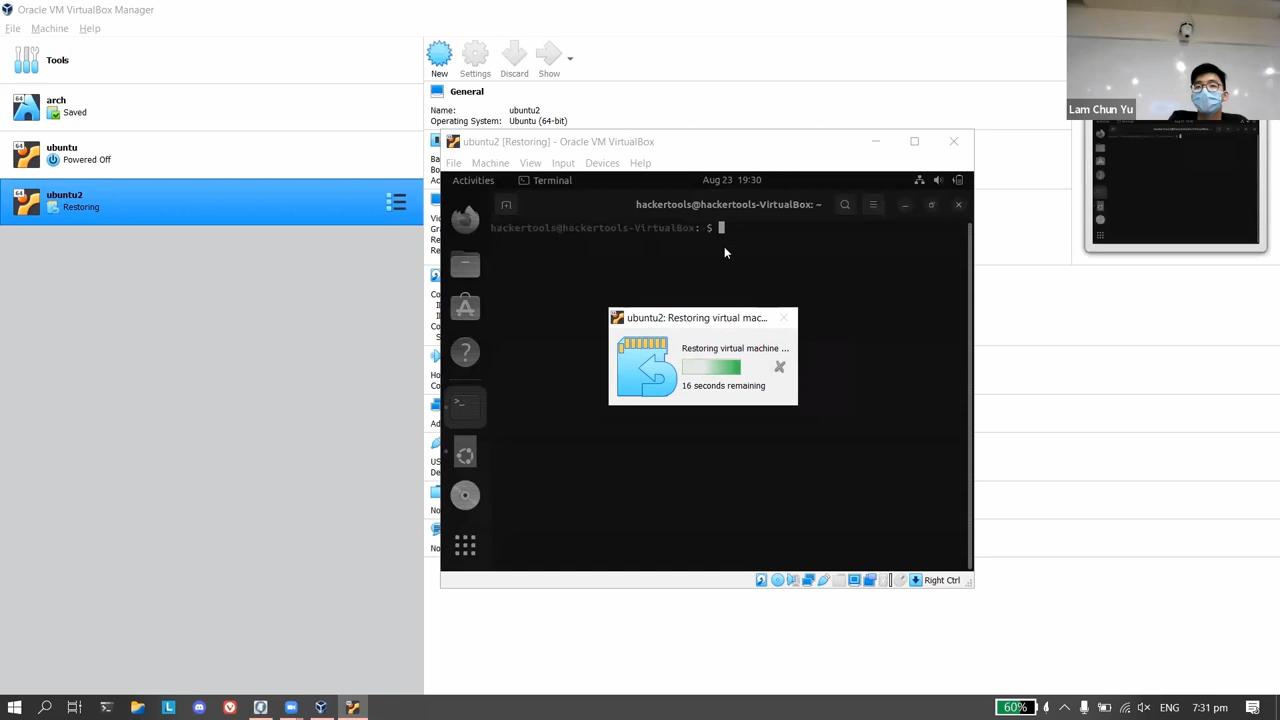 Oracle VM VirtualBox Manager
File Machine Help
Tools
arch
Saved
ubuntu
Powered Off
ubuntu2
Restoring
New Settings Discard Show
General
Name: ubuntu2
Operating System: Ubuntu (64-bit)
Lam Chun Yu
ubuntu2 [Restoring] - Oracle VM VirtualBox
File Machine View Input Devices Help
Activities Terminal Aug 23 19:30
hackertools@hackertools-VirtualBox: ~
hackertools@hackertools-VirtualBox: $
ubuntu2: Restoring virtual mac...
Restoring virtual machine ...
16 seconds remaining
Right Ctrl
60% ENG 7:31 pm